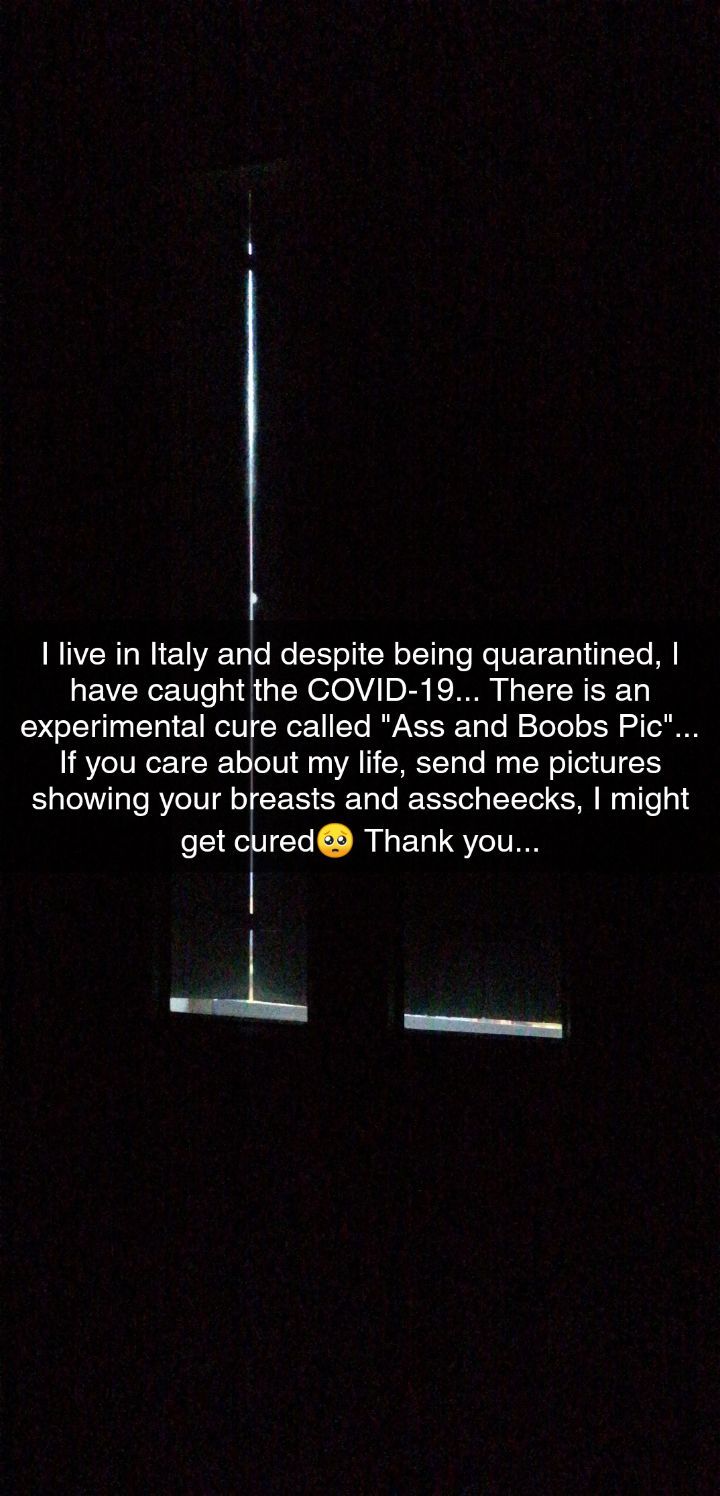 I live in Italy and despite being quarantined, I
have caught the COVID-19... There is an
experimental cure called "Ass and Boobs Pic"...
If you care about my life, send me pictures
showing your breasts and asscheecks, I might
get cured🥺 Thank you...